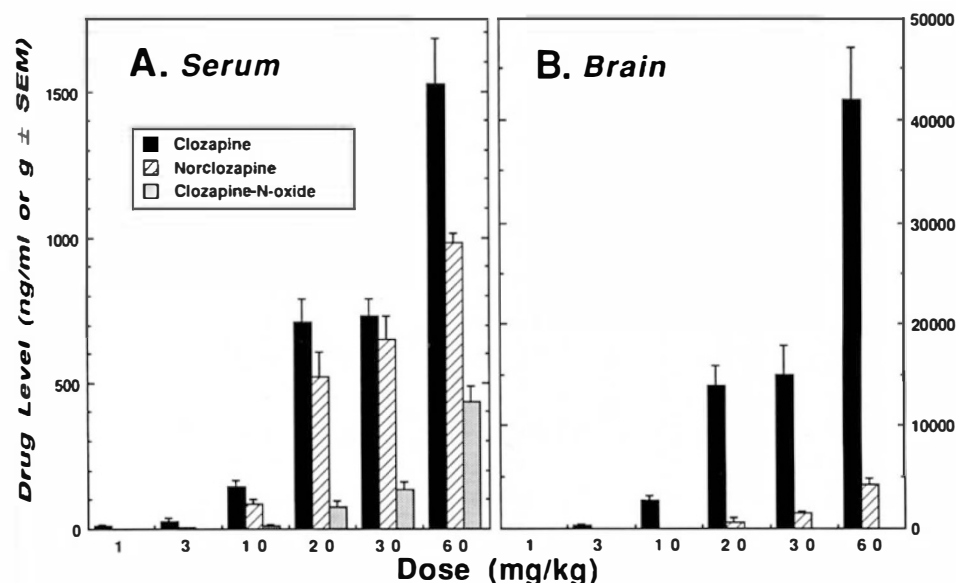 A. Serum
B. Brain
Clozapine
Norclozapine
Clozapine-N-oxide
Drug Level (ng/ml or g ± SEM)
1500
1000
500
0
50000
40000
30000
20000
10000
0
1 3 10 20 30 60
1 3 10 20 30 60
Dose (mg/kg)